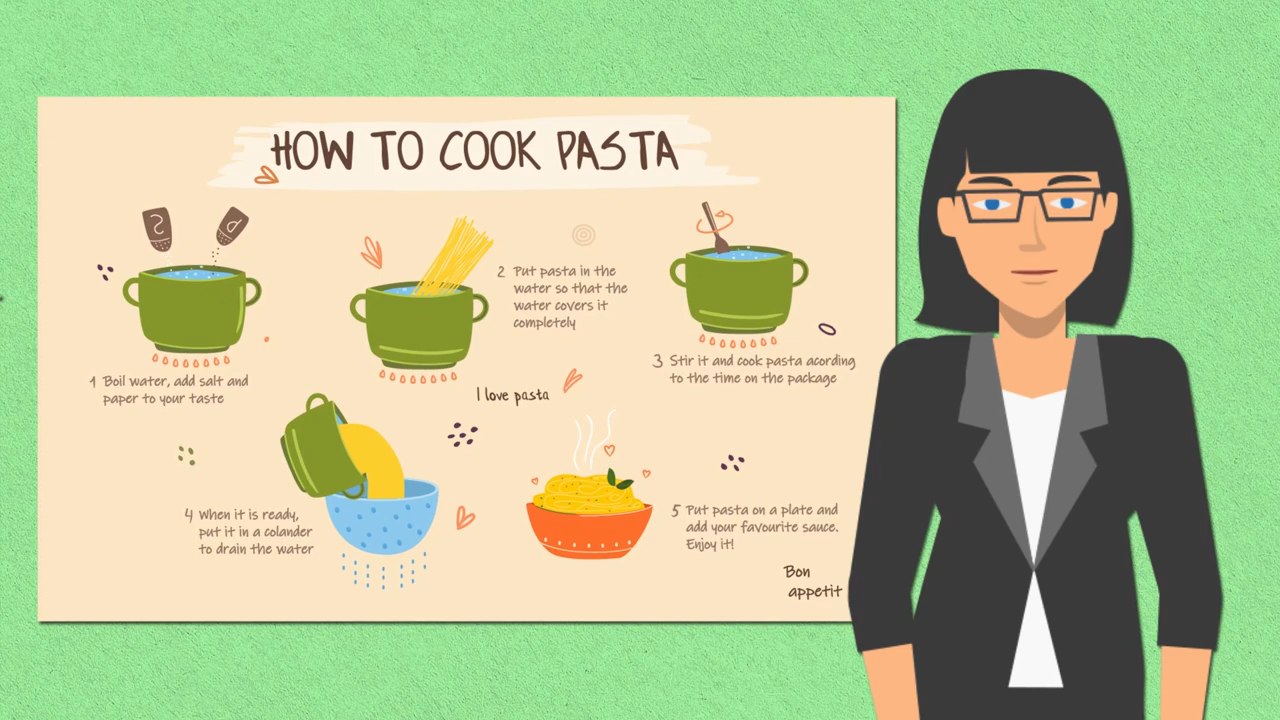 HOW TO COOK PASTA
S
P
1 Boil water, add salt and
paper to your taste
2 Put pasta in the
water so that the
water covers it
completely
3 Stir it and cook pasta acording
to the time on the package
I love pasta
4 When it is ready,
put it in a colander
to drain the water
5 Put pasta on a plate and
add your favourite sauce.
Enjoy it!
Bon
appetit